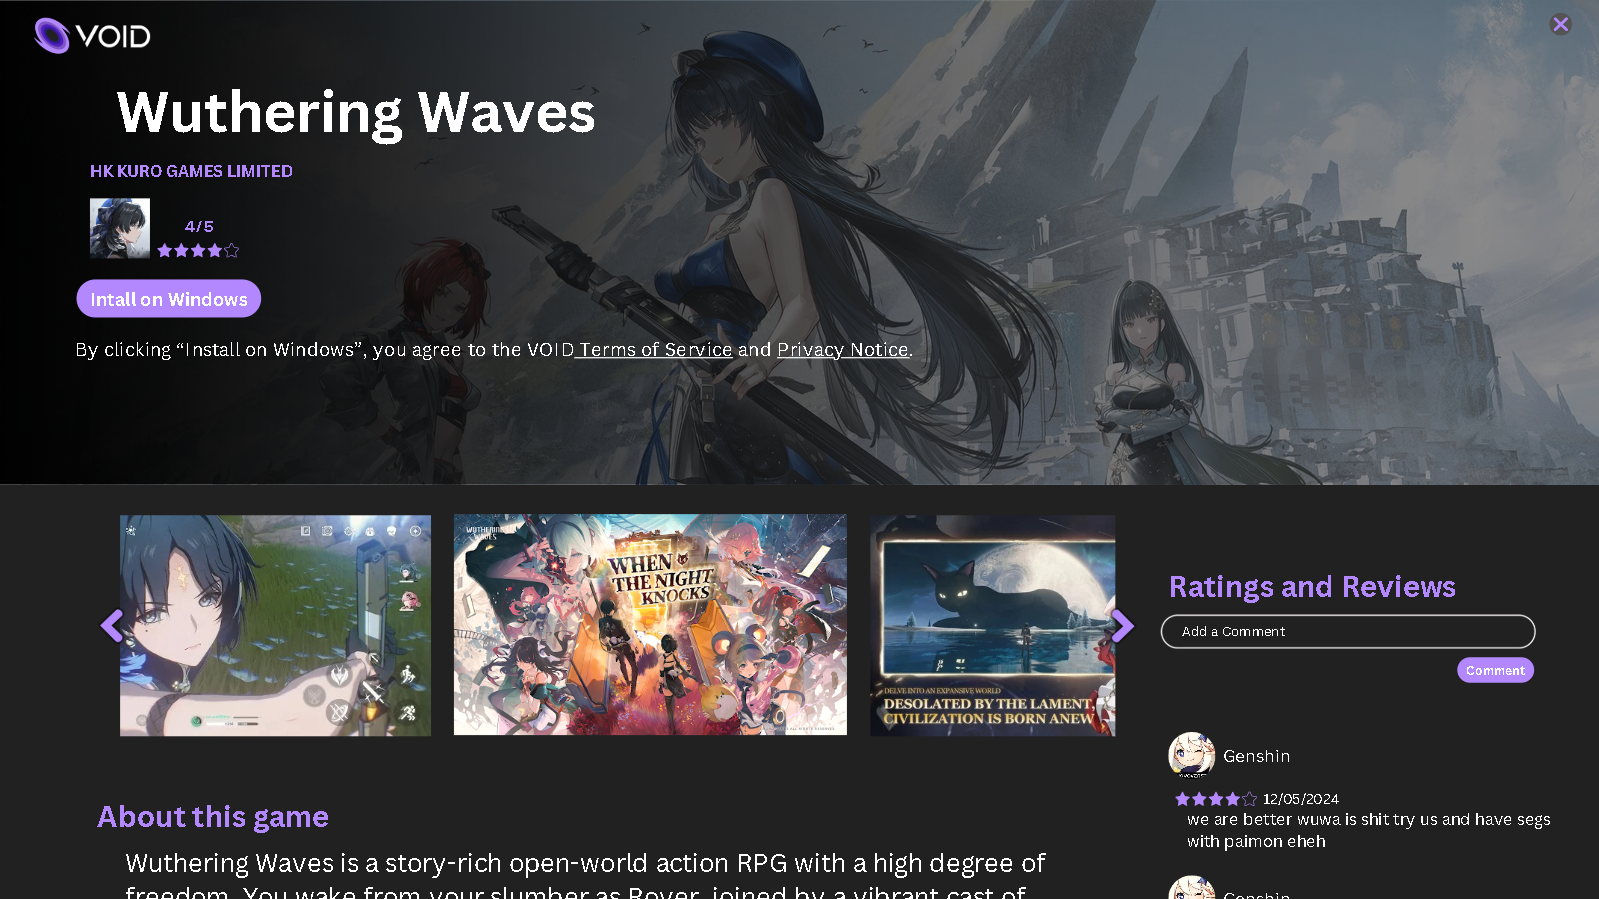 VOID
Wuthering Waves
HK KURO GAMES LIMITED
4/5
Intall on Windows
By clicking “Install on Windows”, you agree to the VOID Terms of Service and Privacy Notice.
WUTHERING
WAVES
WHEN
THE NIGHT
KNOCKS
DELVE INTO AN EXPANSIVE WORLD
DESOLATED BY THE LAMENT,
CIVILIZATION IS BORN ANEW
Ratings and Reviews
Add a Comment
Comment
Genshin
12/05/2024
we are better wuwa is shit try us and have segs
with paimon eheh
Genshin
About this game
Wuthering Waves is a story-rich open-world action RPG with a high degree of
freedom. You wake from your slumber as Rover, joined by a vibrant cast of